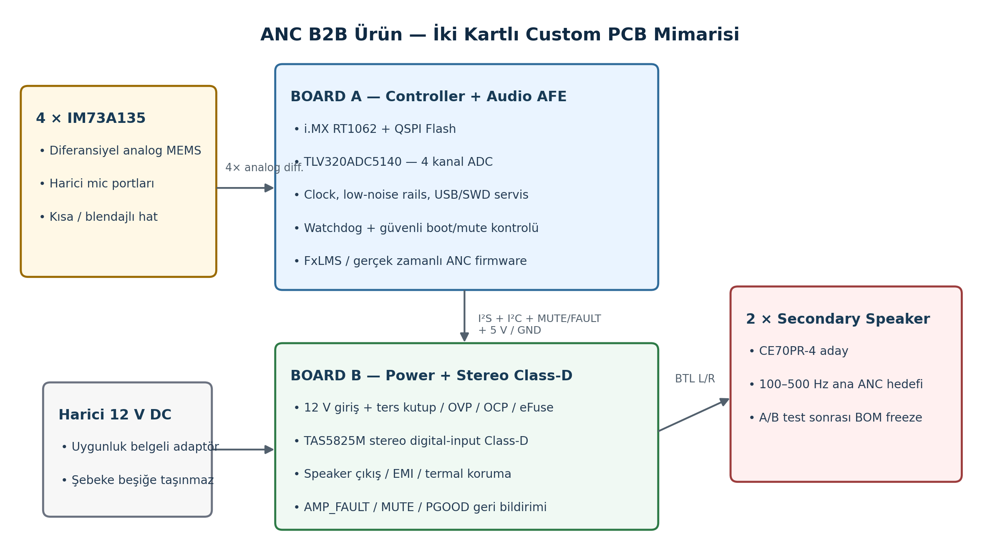 ANC B2B Ürün — İki Kartlı Custom PCB Mimarisi
4 × IM73A135
• Diferansiyel analog MEMS
• Harici mic portları
• Kısa / blendajlı hat
4× analog diff.
BOARD A — Controller + Audio AFE
• i.MX RT1062 + QSPI Flash
• TLV320ADC5140 — 4 kanal ADC
• Clock, low-noise rails, USB/SWD servis
• Watchdog + güvenli boot/mute kontrolü
• FxLMS / gerçek zamanlı ANC firmware
I²S + I²C + MUTE/FAULT
+ 5 V / GND
Harici 12 V DC
• Uygunluk belgeli adaptör
• Şebeke beşiğe taşınmaz
BOARD B — Power + Stereo Class-D
• 12 V giriş + ters kutup / OVP / OCP / eFuse
• TAS5825M stereo digital-input Class-D
• Speaker çıkış / EMI / termal koruma
• AMP_FAULT / MUTE / PGOOD geri bildirimi
BTL L/R
2 × Secondary Speaker
• CE70PR-4 aday
• 100–500 Hz ana ANC hedefi
• A/B test sonrası BOM freeze